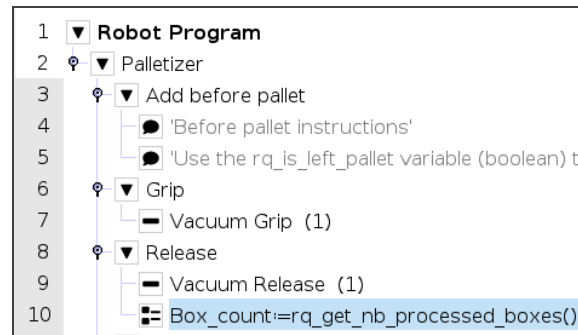 1 Robot Program
2 Palletizer
3 Add before pallet
4 'Before pallet instructions'
5 'Use the rq_is_left_pallet variable (boolean) t
6 Grip
7 Vacuum Grip (1)
8 Release
9 Vacuum Release (1)
10 Box_count:=rq_get_nb_processed_boxes()